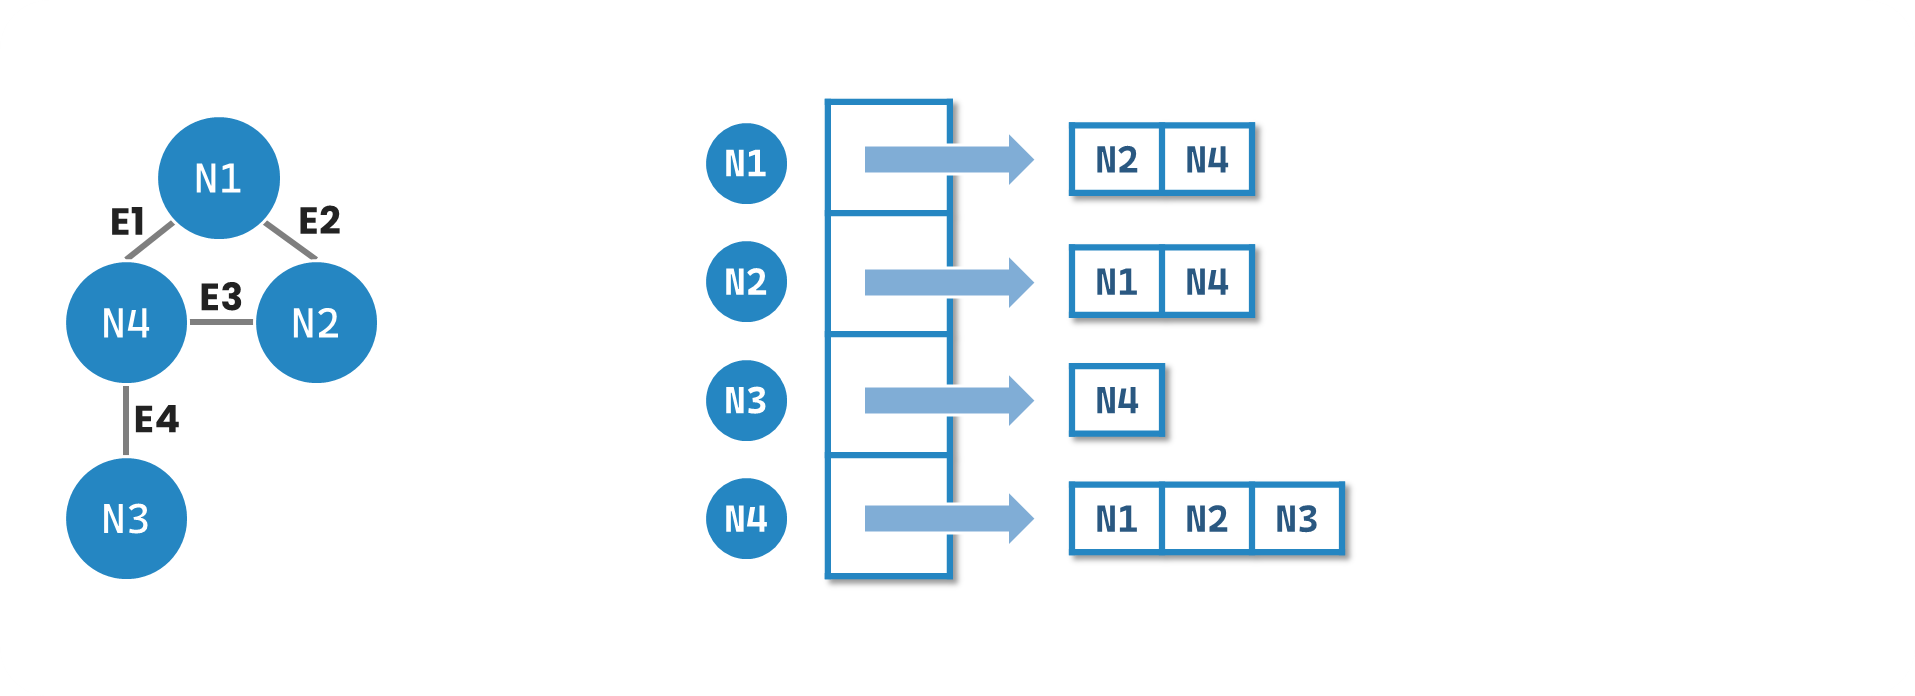 N1
E1 E2
E3
N4 N2
E4
N3
N1 N2 N4
N2 N1 N4
N3 N4
N4 N1 N2 N3